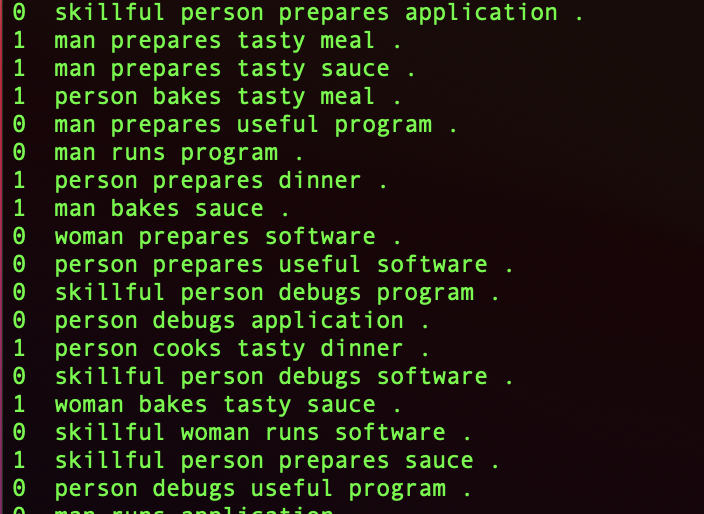 0 skillful person prepares application .
1 man prepares tasty meal .
1 man prepares tasty sauce .
1 person bakes tasty meal .
0 man prepares useful program .
0 man runs program .
1 person prepares dinner .
1 man bakes sauce .
0 woman prepares software .
0 person prepares useful software .
0 skillful person debugs program .
0 person debugs application .
1 person cooks tasty dinner .
0 skillful person debugs software .
1 woman bakes tasty sauce .
0 skillful woman runs software .
1 skillful person prepares sauce .
0 person debugs useful program .
0 man runs application